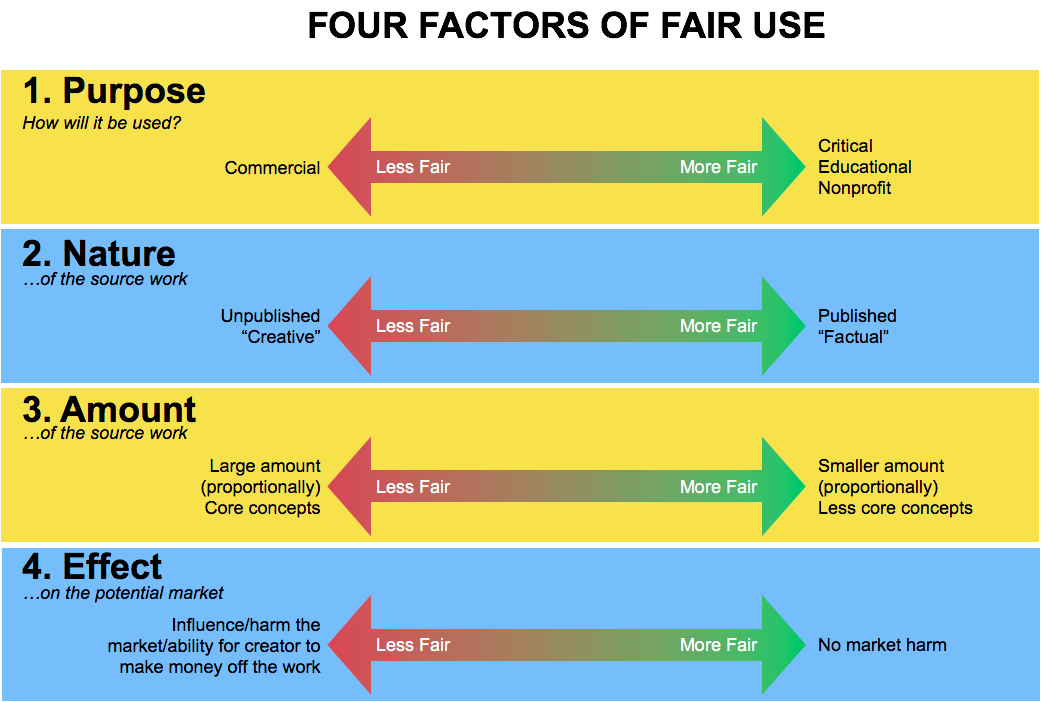 FOUR FACTORS OF FAIR USE
1. Purpose
How will it be used?
Commercial
Less Fair
More Fair
Critical
Educational
Nonprofit
2. Nature
…of the source work
Unpublished
“Creative”
Less Fair
More Fair
Published
“Factual”
3. Amount
…of the source work
Large amount
(proportionally)
Core concepts
Less Fair
More Fair
Smaller amount
(proportionally)
Less core concepts
4. Effect
…on the potential market
Influence/harm the
market/ability for creator to
make money off the work
Less Fair
More Fair
No market harm